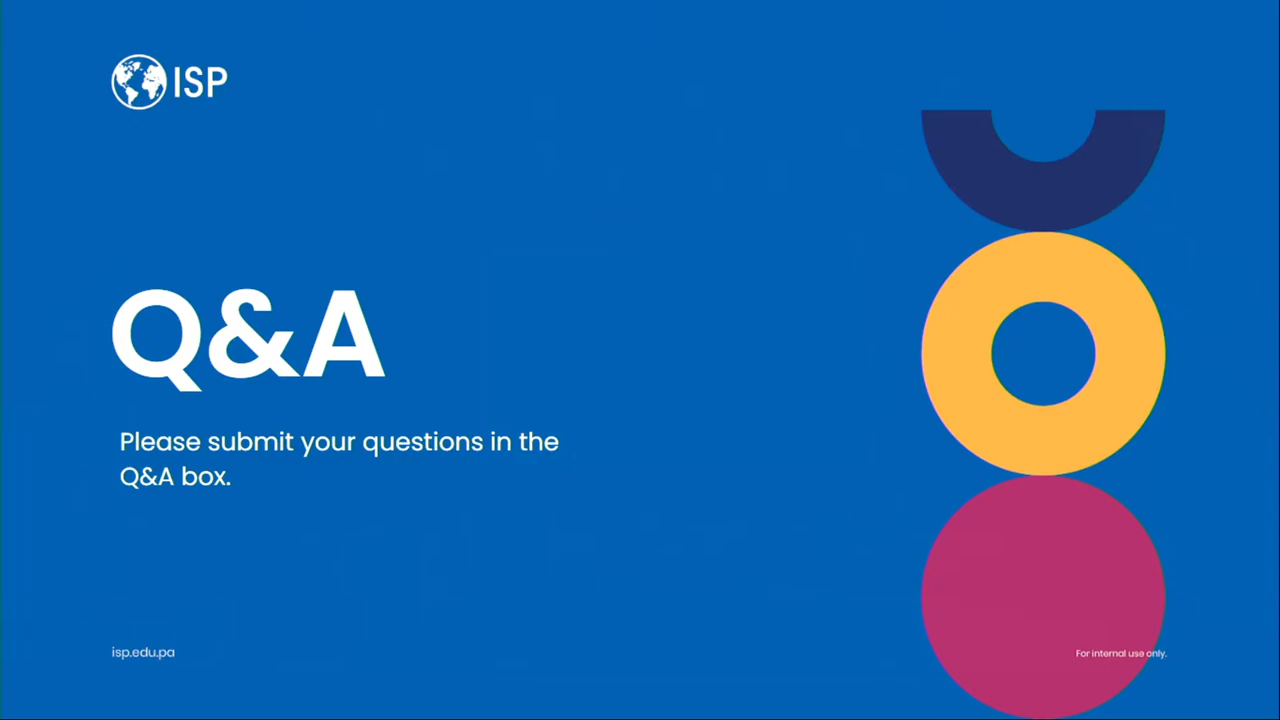 ISP
Q&A
Please submit your questions in the
Q&A box.
isp.edu.pa
For internal use only.